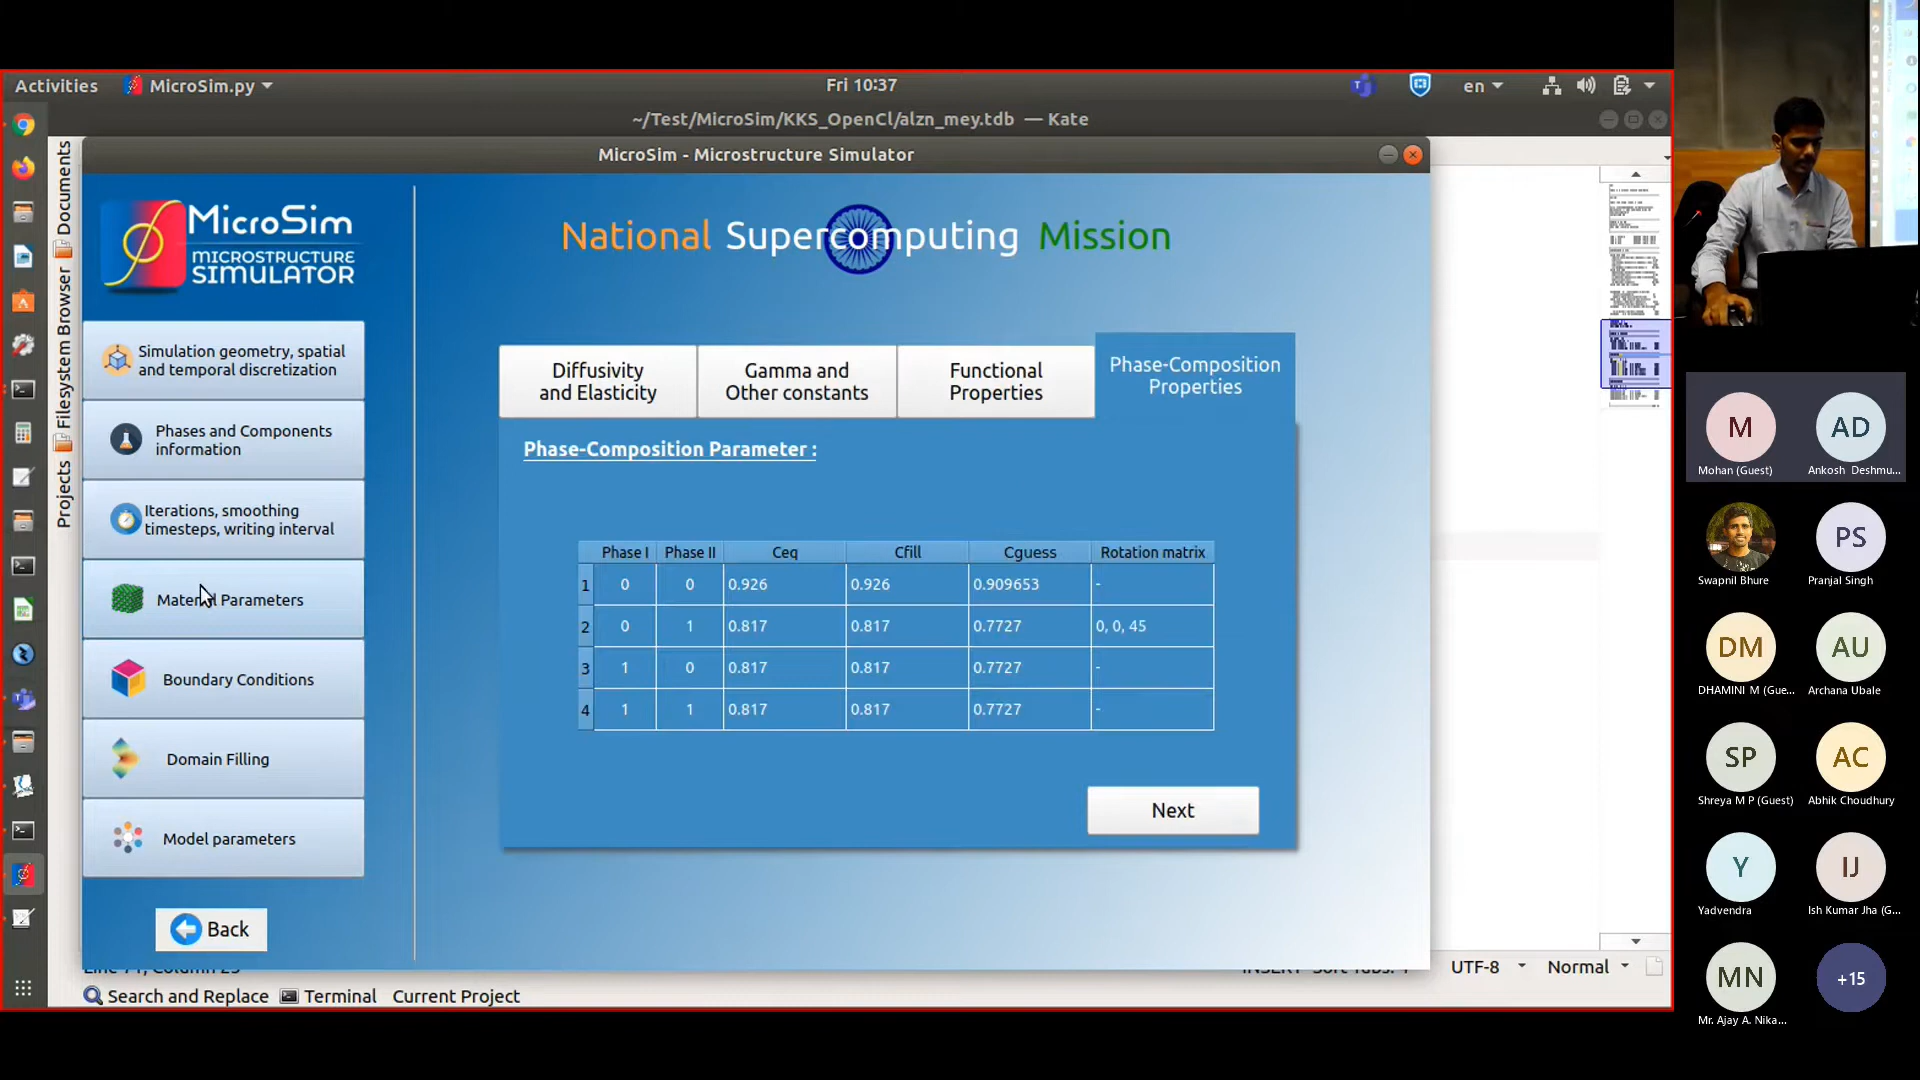 Activities
MicroSim.py
Fri 10:37
en
~/Test/MicroSim/KKS_OpenCl/alzn_mey.tdb — Kate
MicroSim - Microstructure Simulator
Documents
Filesystem Browser
Projects
MicroSim
MICROSTRUCTURE
SIMULATOR
National Supercomputing Mission
Simulation geometry, spatial
and temporal discretization
Phases and Components
information
Iterations, smoothing
timesteps, writing interval
Material Parameters
Boundary Conditions
Domain Filling
Model parameters
Back
Diffusivity
and Elasticity
Gamma and
Other constants
Functional
Properties
Phase-Composition
Properties
Phase-Composition Parameter :
Phase I Phase II Ceq Cfill Cguess Rotation matrix
1 0 0 0.926 0.926 0.909653 -
2 0 1 0.817 0.817 0.7727 0, 0, 45
3 1 0 0.817 0.817 0.7727 -
4 1 1 0.817 0.817 0.7727 -
Next
UTF-8
Normal
Search and Replace
Terminal
Current Project
M
Mohan (Guest)
AD
Ankosh Deshmu...
Swapnil Bhure
PS
Pranjal Singh
DM
DHAMINI M (Gue...
AU
Archana Ubale
SP
Shreya M P (Guest)
AC
Abhik Choudhury
Y
Yadvendra
IJ
Ish Kumar Jha (G...
MN
Mr. Ajay A. Nika...
+15